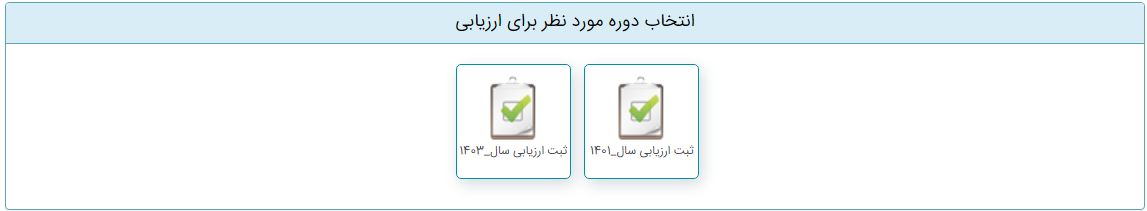 انتخاب دوره مورد نظر برای ارزیابی
ثبت ارزیابی سال_۱۴۰۱
ثبت ارزیابی سال_۱۴۰۳